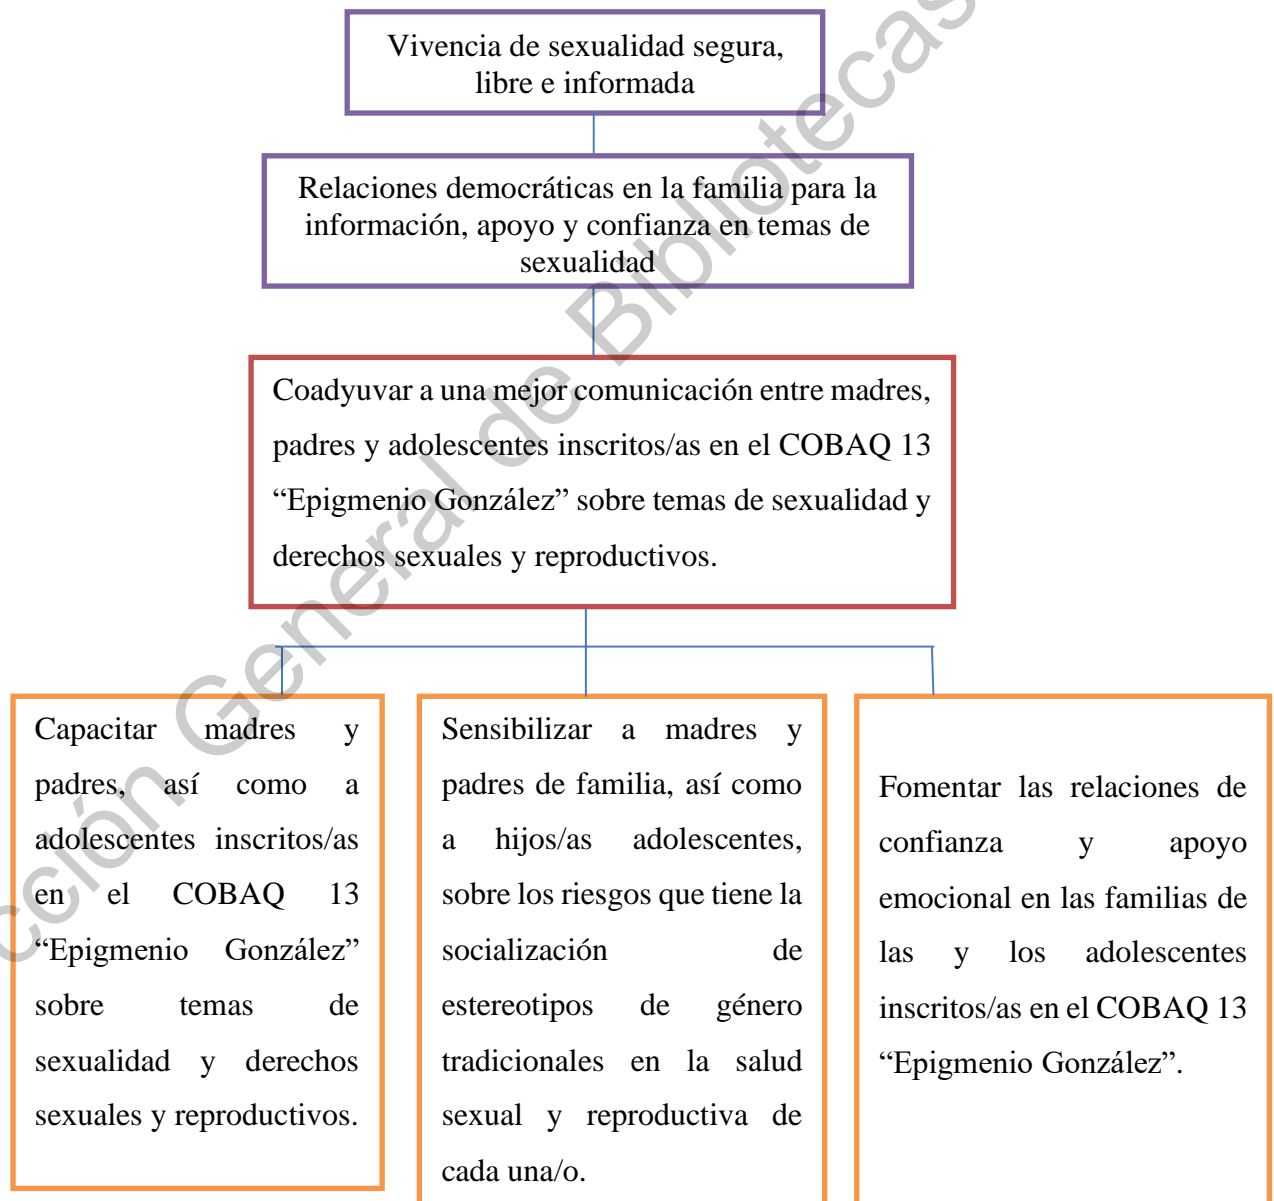 Vivencia de sexualidad segura,
libre e informada
Relaciones democráticas en la familia para la
información, apoyo y confianza en temas de
sexualidad
Coadyuvar a una mejor comunicación entre madres,
padres y adolescentes inscritos/as en el COBAQ 13
“Epigmenio González” sobre temas de sexualidad y
derechos sexuales y reproductivos.
Capacitar madres y
padres, así como a
adolescentes inscritos/as
en el COBAQ 13
“Epigmenio González”
sobre temas de
sexualidad y derechos
sexuales y reproductivos.
Sensibilizar a madres y
padres de familia, así como
a hijos/as adolescentes,
sobre los riesgos que tiene la
socialización de
estereotipos de género
tradicionales en la salud
sexual y reproductiva de
cada una/o.
Fomentar las relaciones de
confianza y apoyo
emocional en las familias de
las y los adolescentes
inscritos/as en el COBAQ 13
“Epigmenio González”.
cción General de Bibliotecas